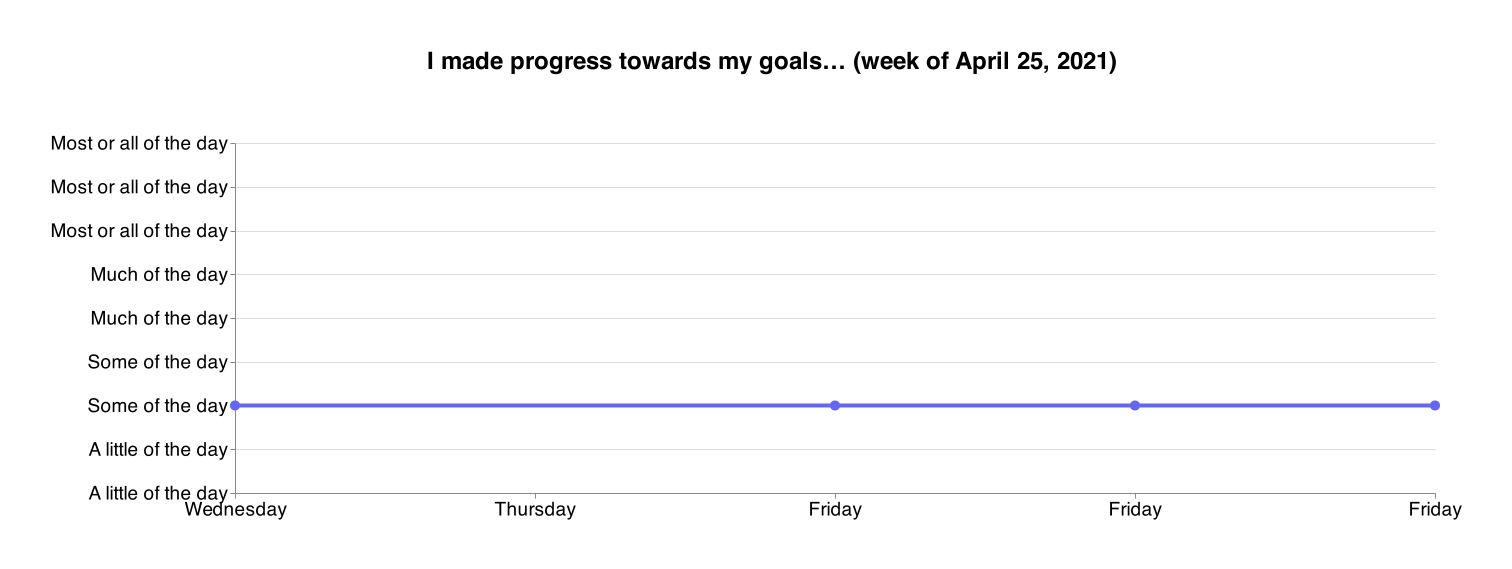 I made progress towards my goals… (week of April 25, 2021)
Most or all of the day
Most or all of the day
Most or all of the day
Much of the day
Much of the day
Some of the day
Some of the day
A little of the day
A little of the day
Wednesday Thursday Friday Friday Friday